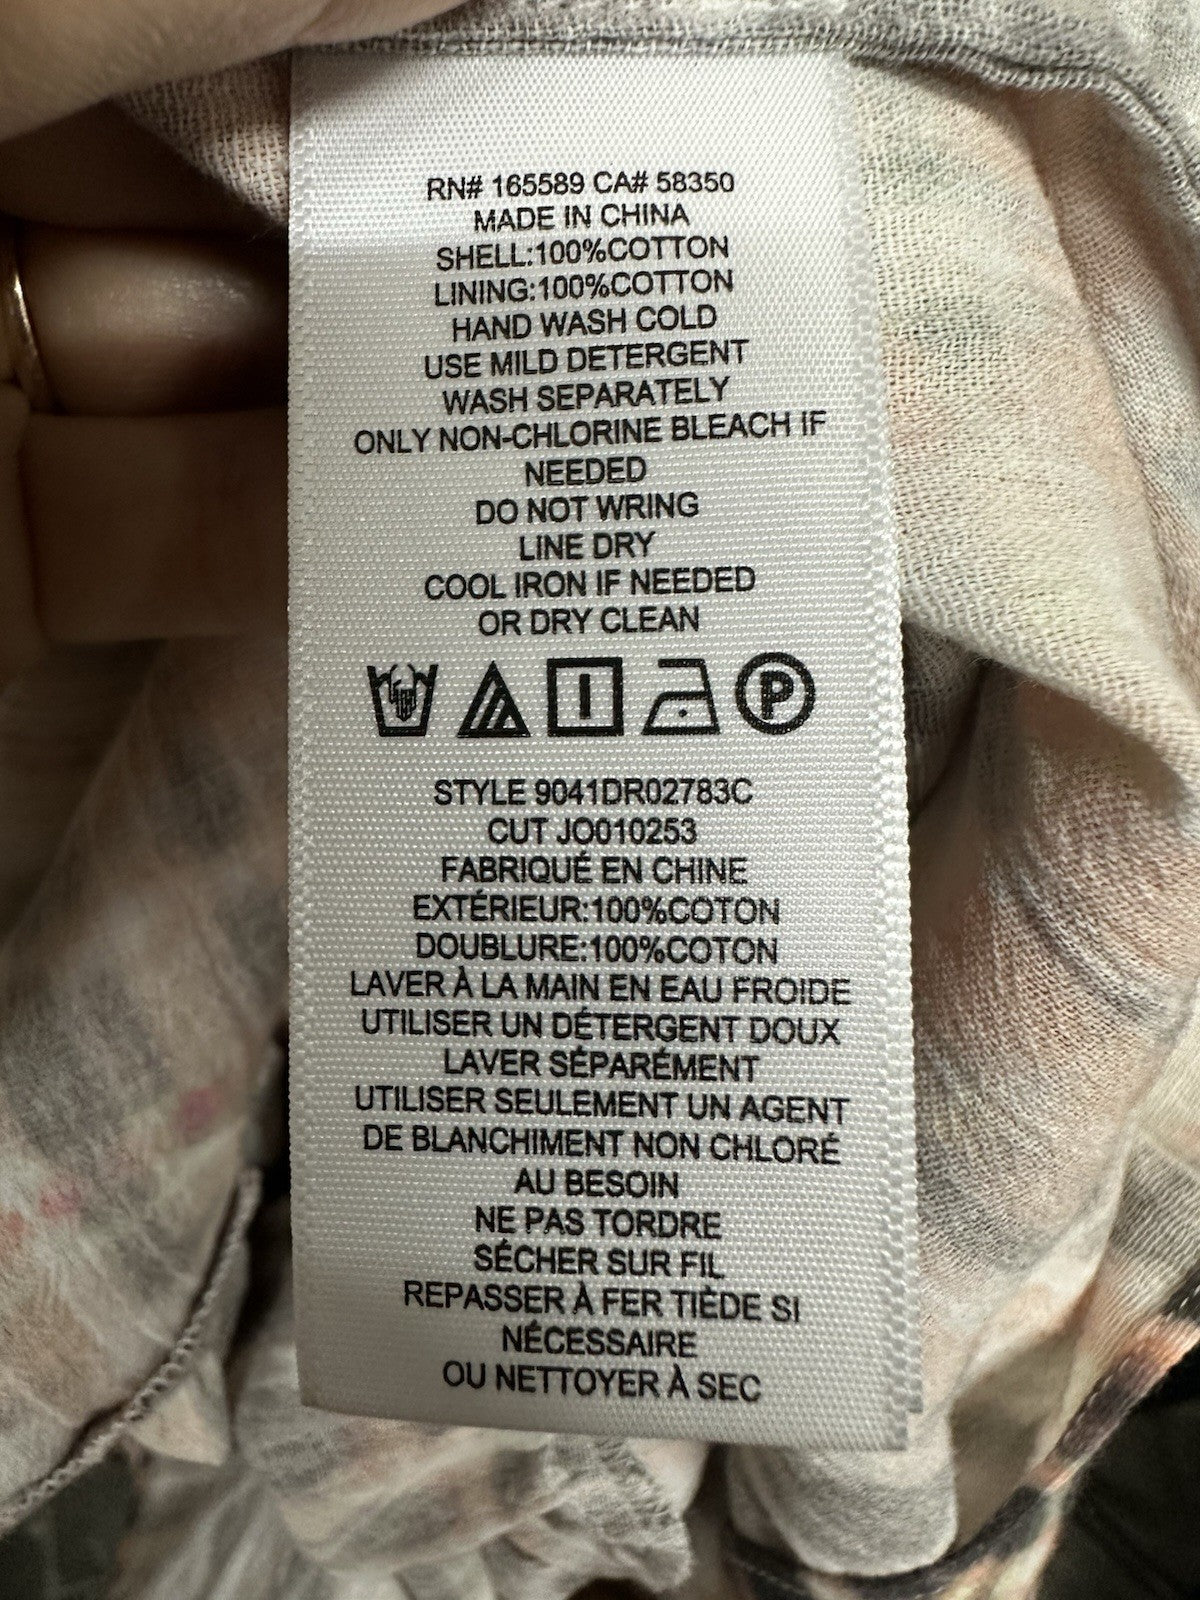 RN# 165589 CA# 58350
MADE IN CHINA
SHELL:100%COTTON
LINING:100%COTTON
HAND WASH COLD
USE MILD DETERGENT
WASH SEPARATELY
ONLY NON-CHLORINE BLEACH IF
NEEDED
DO NOT WRING
LINE DRY
COOL IRON IF NEEDED
OR DRY CLEAN
P
STYLE 9041DR02783C
CUT JO010253
FABRIQUÉ EN CHINE
EXTÉRIEUR:100%COTON
DOUBLURE:100%COTON
LAVER À LA MAIN EN EAU FROIDE
UTILISER UN DÉTERGENT DOUX
LAVER SÉPARÉMENT
UTILISER SEULEMENT UN AGENT
DE BLANCHIMENT NON CHLORÉ
AU BESOIN
NE PAS TORDRE
SÉCHER SUR FIL
REPASSER À FER TIÈDE SI
NÉCESSAIRE
OU NETTOYER À SEC